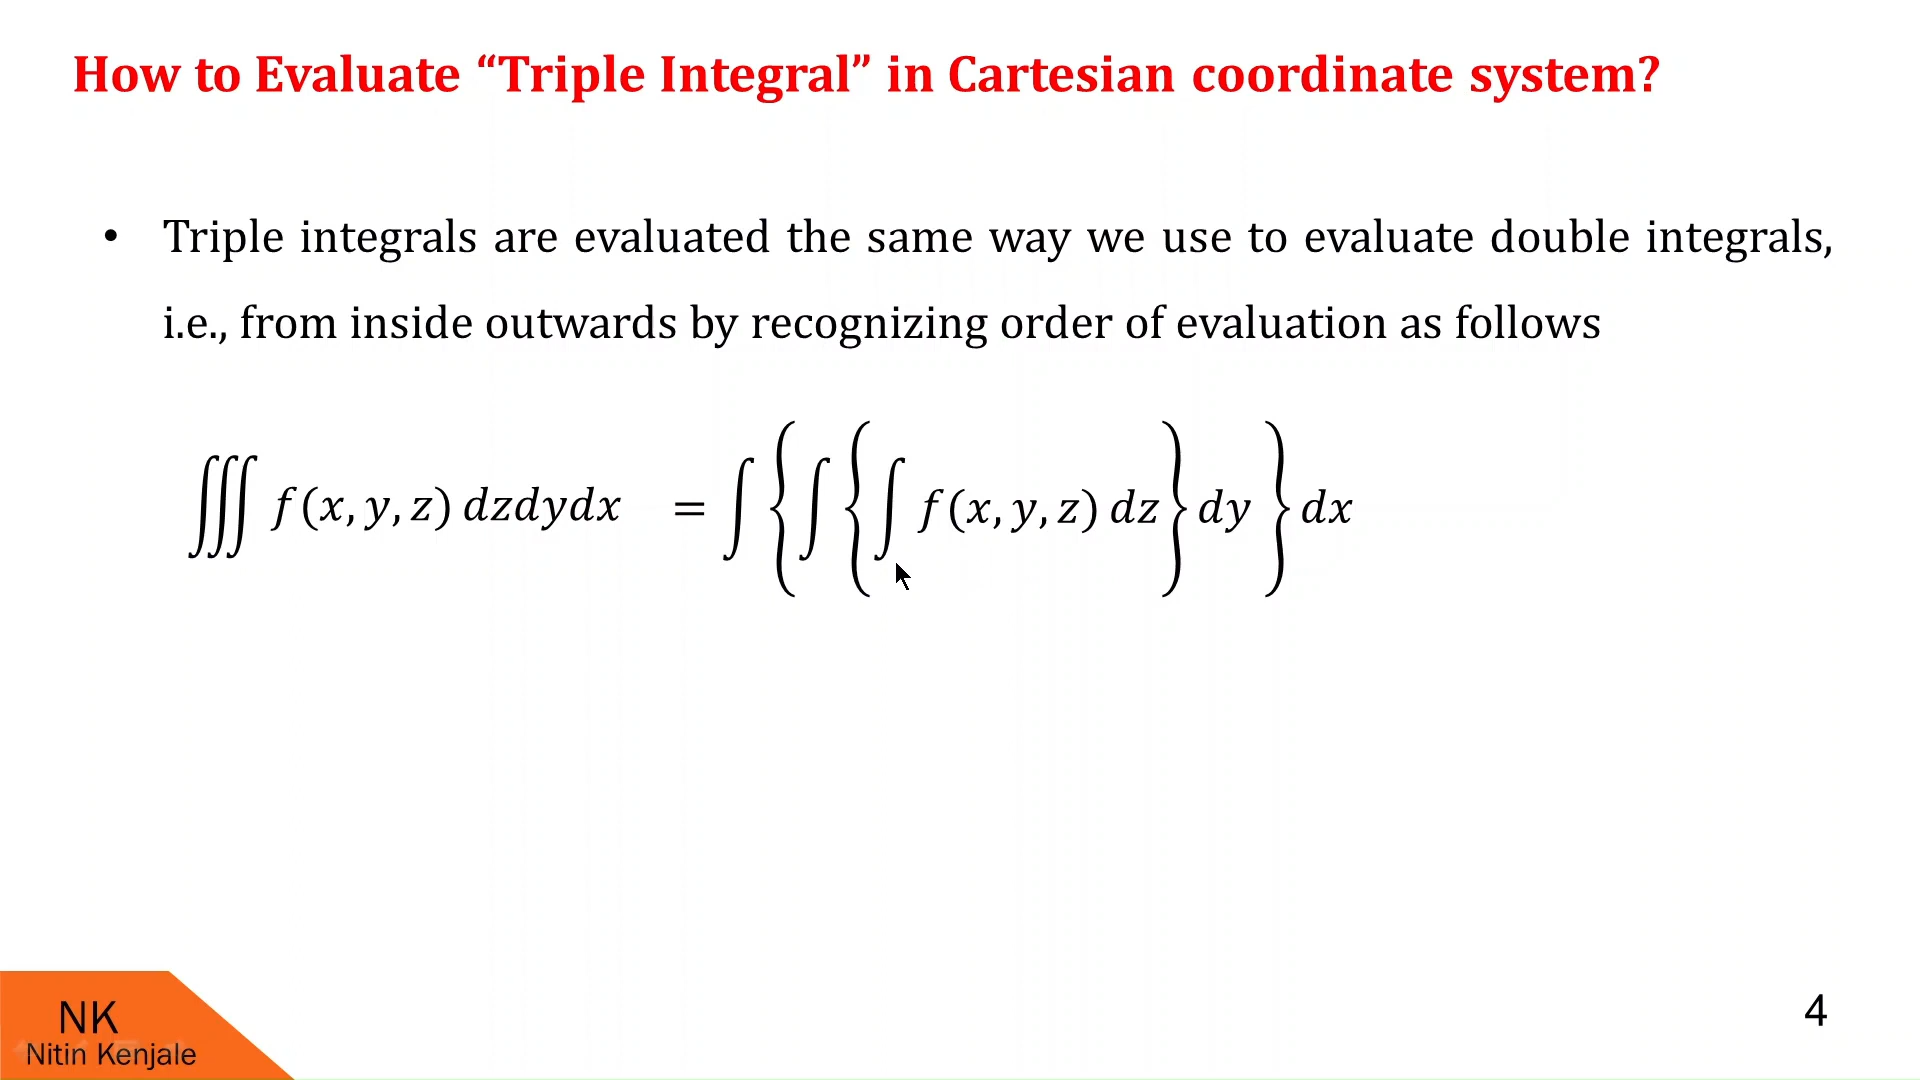 How to Evaluate “Triple Integral” in Cartesian coordinate system?
• Triple integrals are evaluated the same way we use to evaluate double integrals,
i.e., from inside outwards by recognizing order of evaluation as follows
∭ f(x, y, z) dzdydx = ∫ { ∫ { ∫ f(x, y, z) dz } dy } dx
NK
Nitin Kenjale
4